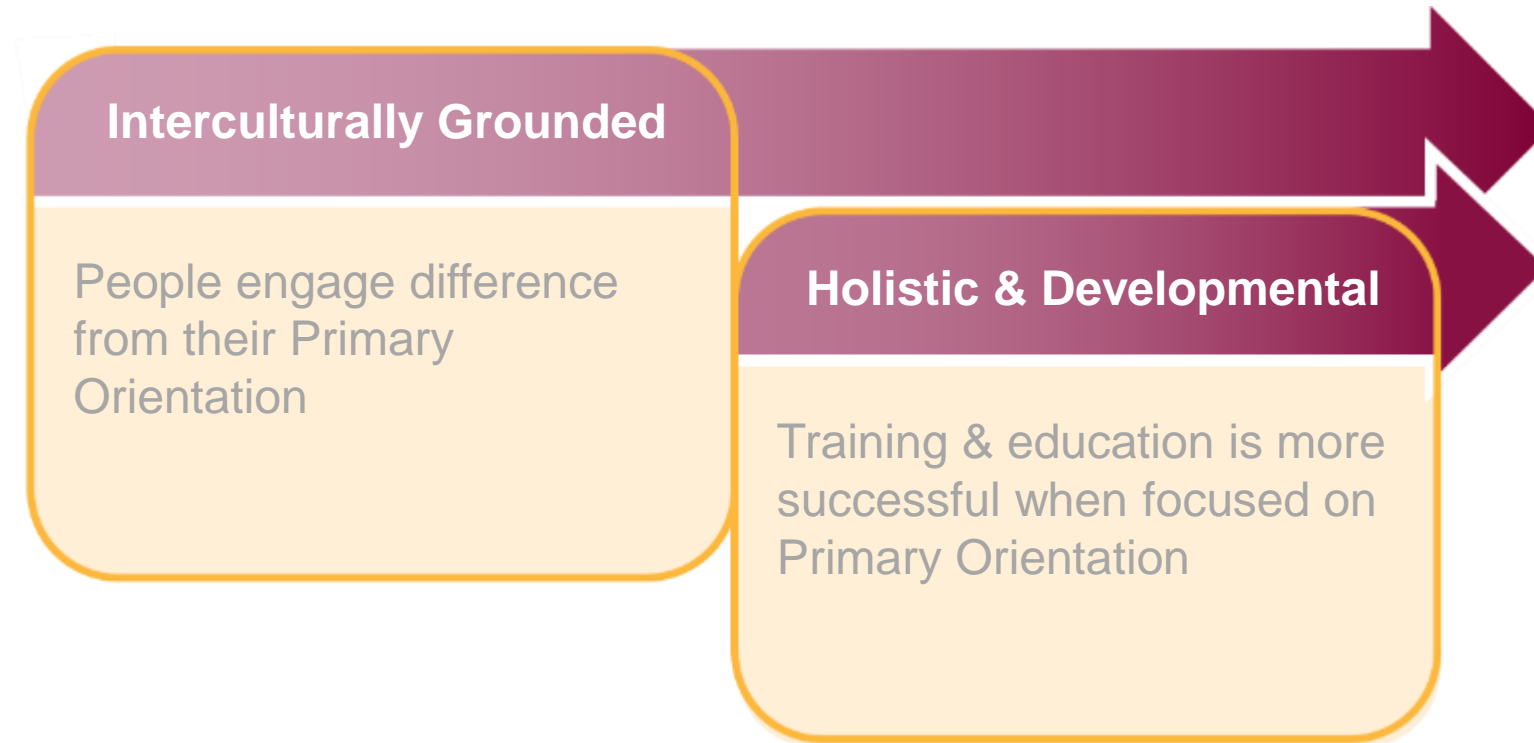 Interculturally Grounded
People engage difference
from their Primary
Orientation
Holistic & Developmental
Training & education is more
successful when focused on
Primary Orientation